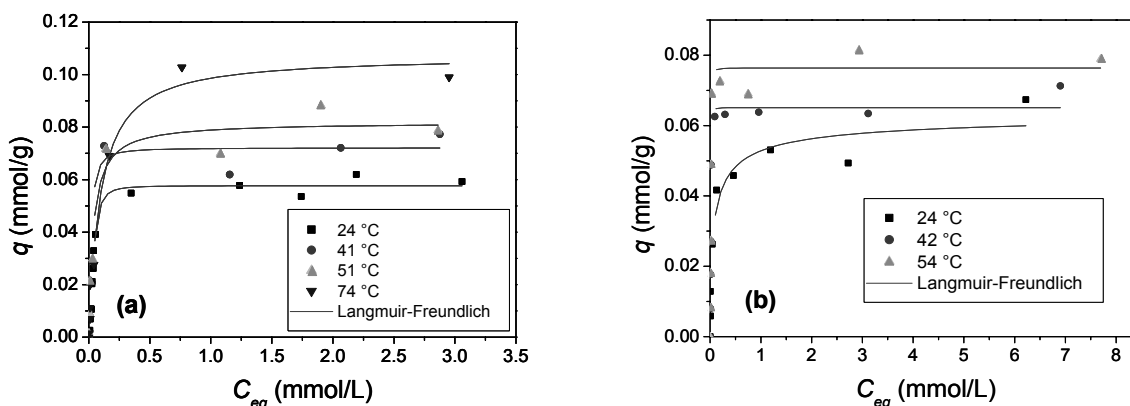 0.12
0.10
0.08
0.06
0.04
0.02
0.00
q (mmol/g)
(a)
24 °C
41 °C
51 °C
74 °C
Langmuir-Freundlich
0.0 0.5 1.0 1.5 2.0 2.5 3.0 3.5
C_eq (mmol/L)
0.08
0.06
0.04
0.02
0.00
q (mmol/g)
(b)
24 °C
42 °C
54 °C
Langmuir-Freundlich
0 1 2 3 4 5 6 7 8
C_eq (mmol/L)